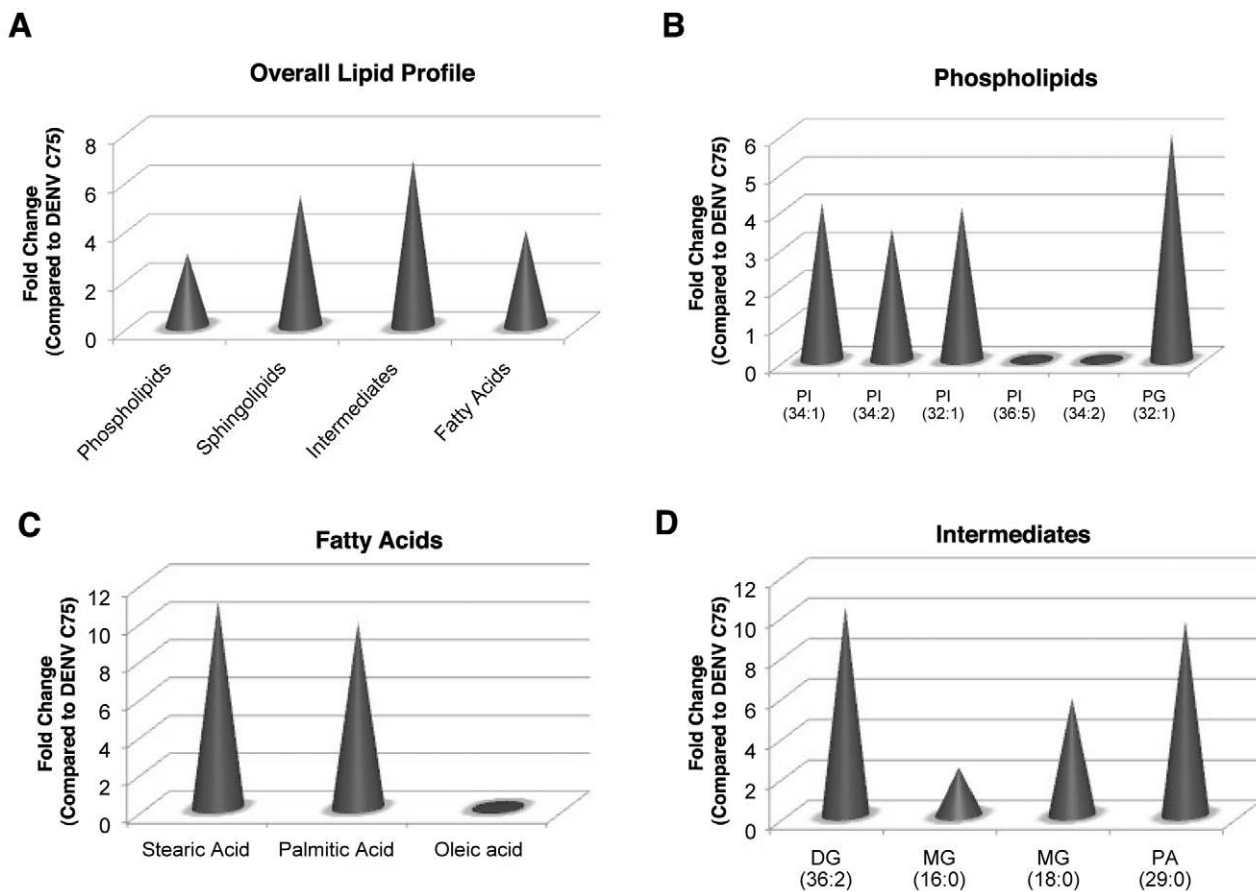 A
Overall Lipid Profile
Fold Change
(Compared to DENV C75)
8
6
4
2
0
Phospholipids
Sphingolipids
Intermediates
Fatty Acids
B
Phospholipids
Fold Change
(Compared to DENV C75)
6
5
4
3
2
1
0
PI PI PI PI PG PG
(34:1) (34:2) (32:1) (36:5) (34:2) (32:1)
C
Fatty Acids
Fold Change
(Compared to DENV C75)
12
10
8
6
4
2
0
Stearic Acid Palmitic Acid Oleic acid
D
Intermediates
Fold Change
(Compared to DENV C75)
12
10
8
6
4
2
0
DG MG MG PA
(36:2) (16:0) (18:0) (29:0)